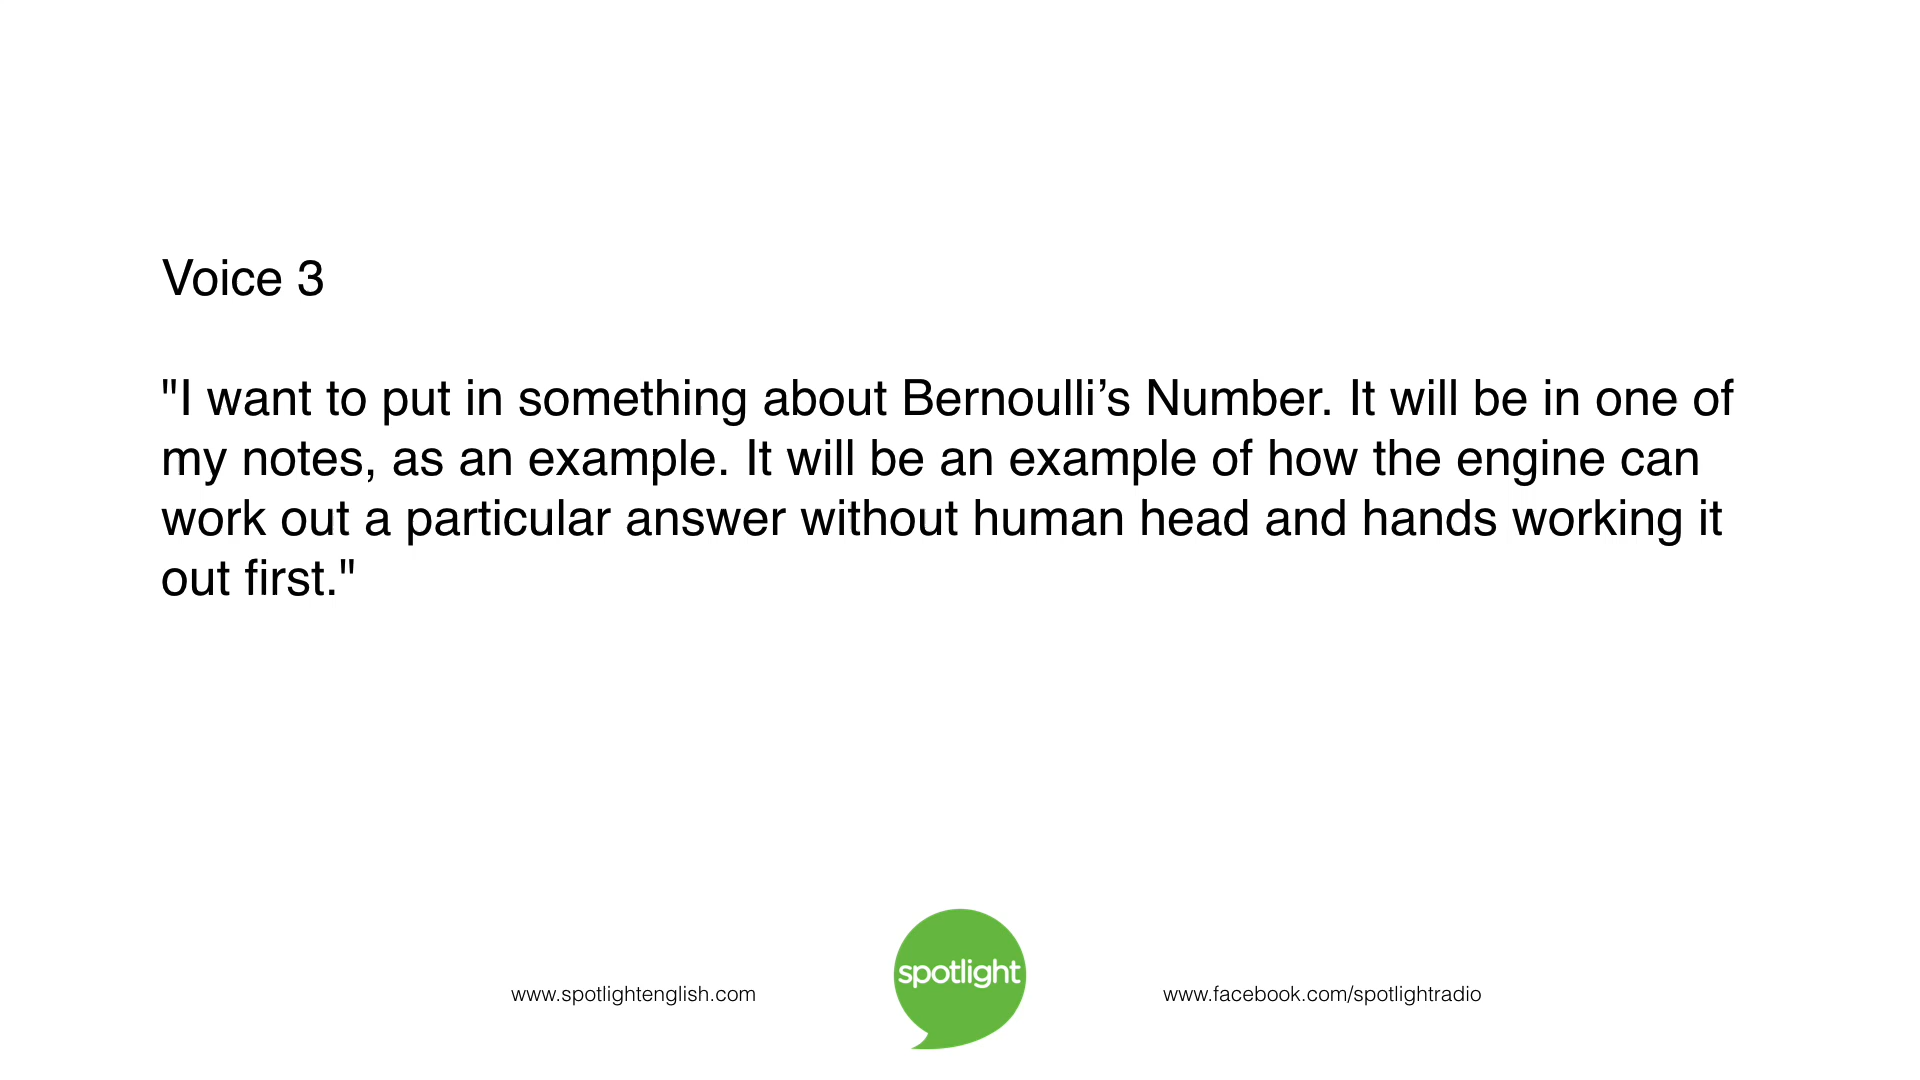 Voice 3
"I want to put in something about Bernoulli’s Number. It will be in one of
my notes, as an example. It will be an example of how the engine can
work out a particular answer without human head and hands working it
out first."
www.spotlightenglish.com
spotlight
www.facebook.com/spotlightradio